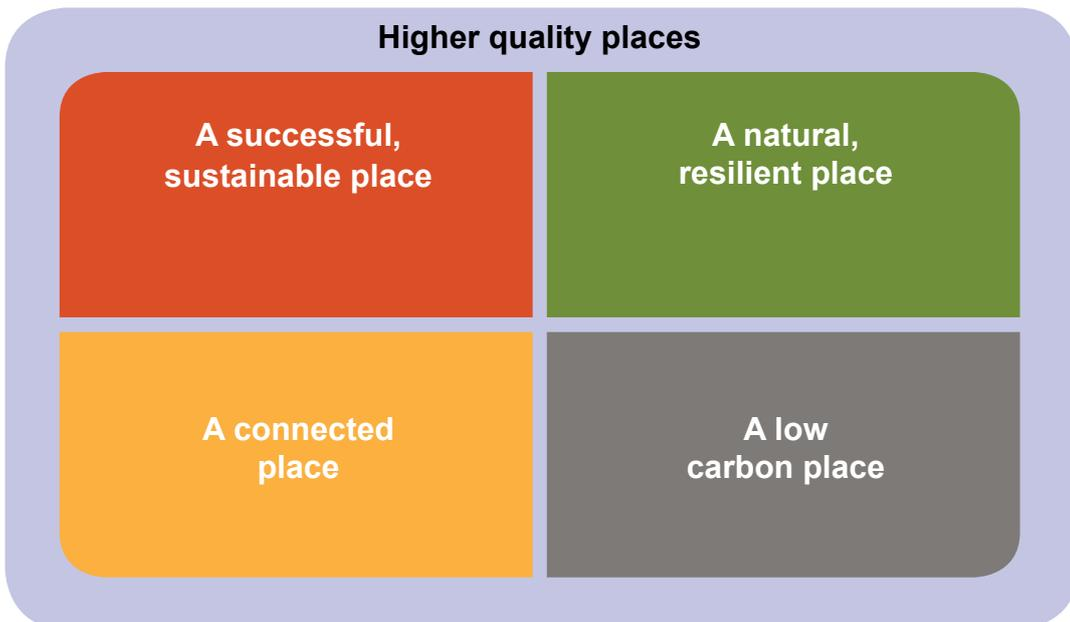 Higher quality places
A successful,
sustainable place
A natural,
resilient place
A connected
place
A low
carbon place